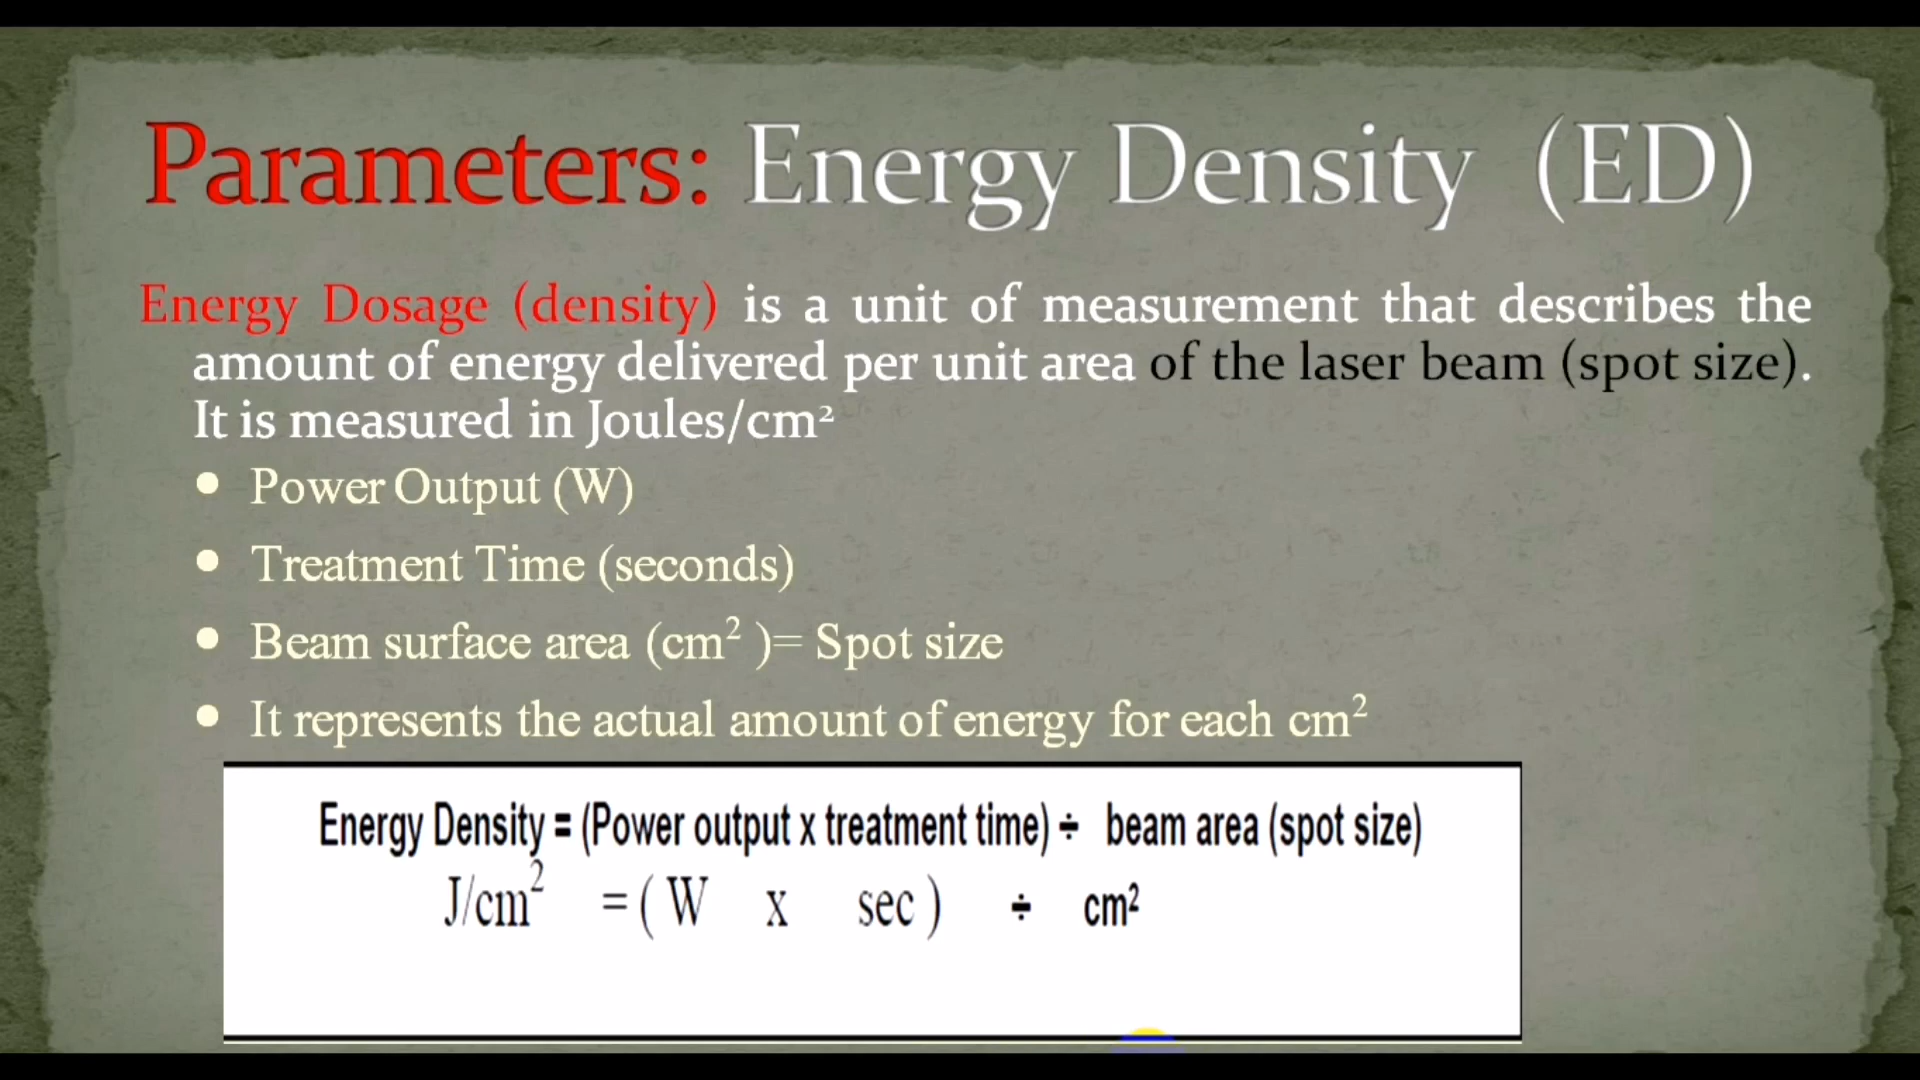 Parameters: Energy Density (ED)
Energy Dosage (density) is a unit of measurement that describes the
amount of energy delivered per unit area of the laser beam (spot size).
It is measured in Joules/cm²
• Power Output (W)
• Treatment Time (seconds)
• Beam surface area (cm² )= Spot size
• It represents the actual amount of energy for each cm²
Energy Density = (Power output x treatment time) ÷ beam area (spot size)
J/cm² = ( W x sec ) ÷ cm²